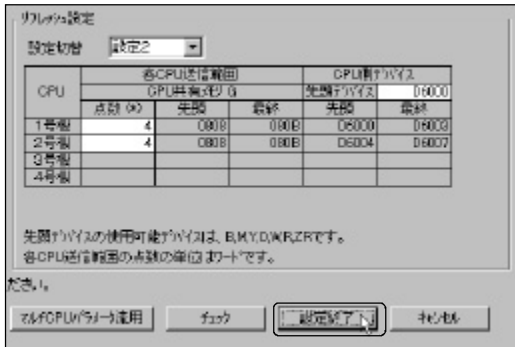 リフレッシュ設定
設定切替 設定2
各CPU送信範囲 CPU側デバイス
CPU CPU共有メモリG 先頭デバイス D6000
点数(*) 先頭 最終 先頭 最終
1号機 4 0808 080B D6000 D6003
2号機 4 0808 080B D6004 D6007
3号機
4号機
先頭デバイスの使用可能デバイスは、B,M,Y,D,W,R,ZRです。
各CPU送信範囲の点数の単位はワードです。
ださい。
マルチCPUパラメータ流用 チェック 設定終了 キャンセル